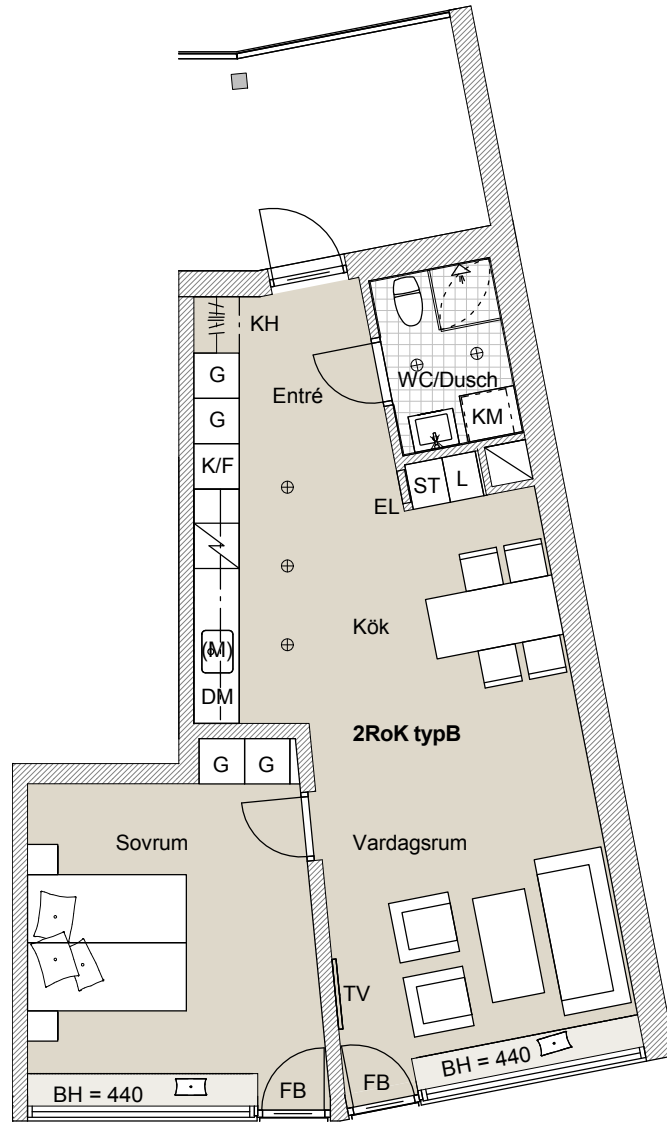 KH
G
Entré
WC/Dusch
G
KM
K/F
ST L
EL
Kök
(M)
DM
2RoK typB
G G
Sovrum
Vardagsrum
TV
BH = 440
FB
FB
BH = 440